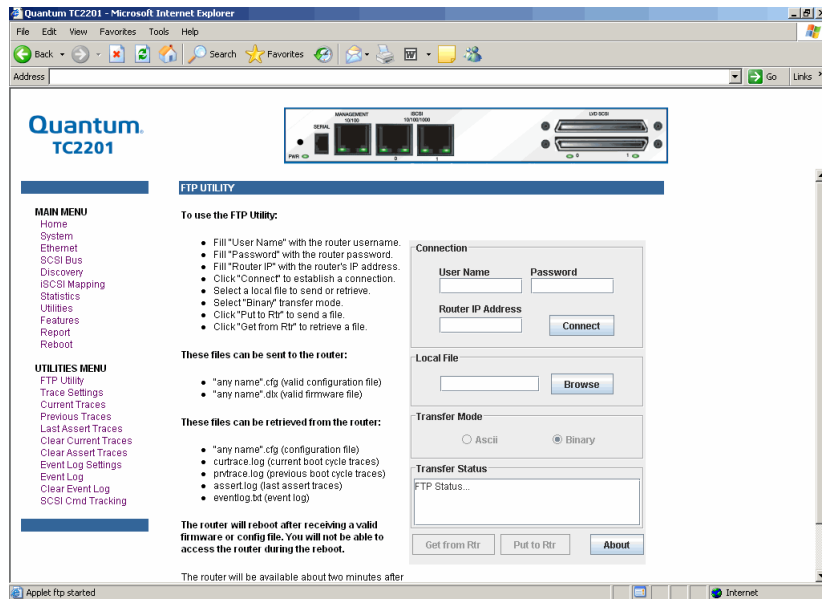 Quantum TC2201 - Microsoft Internet Explorer
File Edit View Favorites Tools Help
Back Search Favorites
Address Go Links
Quantum.
TC2201
MANAGEMENT
10/100
iSCSI
10/100/1000
LVD SCSI
SERIAL
PWR
0 1
0 1
FTP UTILITY
MAIN MENU
Home
System
Ethernet
SCSI Bus
Discovery
iSCSI Mapping
Statistics
Utilities
Features
Report
Reboot
UTILITIES MENU
FTP Utility
Trace Settings
Current Traces
Previous Traces
Last Assert Traces
Clear Current Traces
Clear Assert Traces
Event Log Settings
Event Log
Clear Event Log
SCSI Cmd Tracking
To use the FTP Utility:
• Fill "User Name" with the router username.
• Fill "Password" with the router password.
• Fill "Router IP" with the router's IP address.
• Click "Connect" to establish a connection.
• Select a local file to send or retrieve.
• Select "Binary" transfer mode.
• Click "Put to Rtr" to send a file.
• Click "Get from Rtr" to retrieve a file.
These files can be sent to the router:
• "any name".cfg (valid configuration file)
• "any name".dlx (valid firmware file)
These files can be retrieved from the router:
• "any name".cfg (configuration file)
• curtrace.log (current boot cycle traces)
• prvtrace.log (previous boot cycle traces)
• assert.log (last assert traces)
• eventlog.txt (event log)
The router will reboot after receiving a valid
firmware or config file. You will not be able to
access the router during the reboot.
The router will be available about two minutes after
Connection
User Name Password
Router IP Address
Connect
Local File
Browse
Transfer Mode
Ascii Binary
Transfer Status
FTP Status...
Get from Rtr Put to Rtr About
Applet ftp started Internet